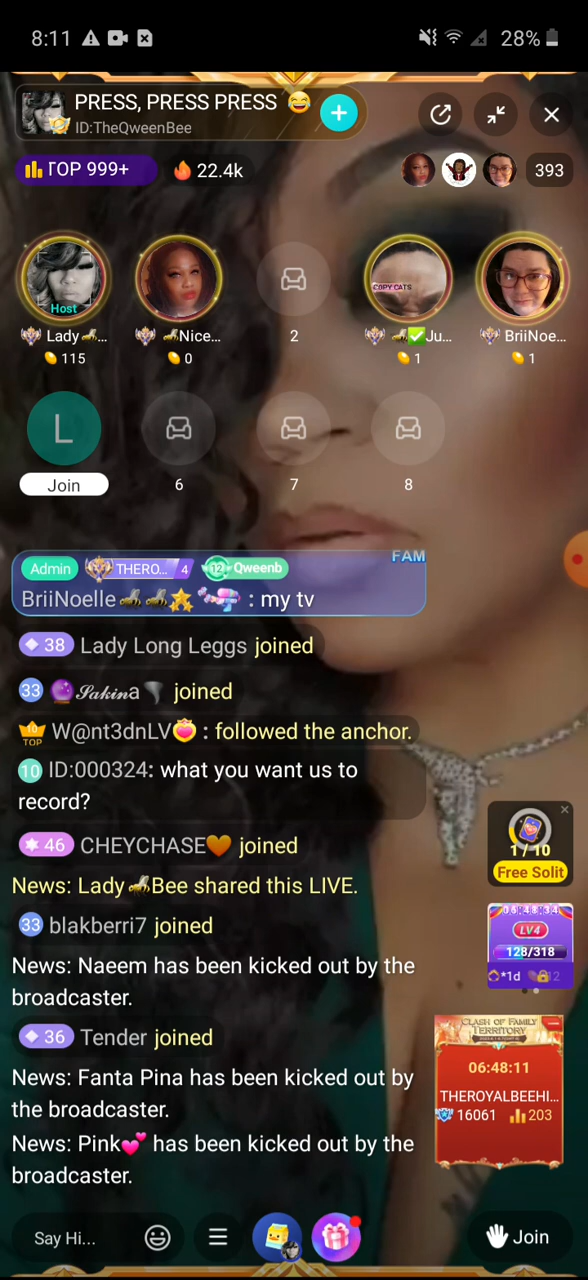 8:11
28%
PRESS, PRESS PRESS 😂
ID:TheQweenBee
TOP 999+
🔥 22.4k
393
COPY CATS
Host
Lady 🐝...
🐝Nice...
2
🐝✅Ju...
BriiNoe...
115
0
1
1
L
Join
6
7
8
FAM
Admin THERO... 4 12 Qweenb
BriiNoelle🐝🐝⭐ : my tv
38 Lady Long Leggs joined
33 🔮𝒮𝒶𝓀𝒾𝓃a🌪 joined
10 TOP W@nt3dnLV : followed the anchor.
10 ID:000324: what you want us to
record?
46 CHEYCHASE🧡 joined
1 / 10
Free Solit
News: Lady🐝Bee shared this LIVE.
33 blakberri7 joined
LV4
128/318
*1d
12
News: Naeem has been kicked out by the
broadcaster.
36 Tender joined
CLASH OF FAMILY
TERRITORY
06:48:11
THEROYALBEEHI...
16061 203
News: Fanta Pina has been kicked out by
the broadcaster.
News: Pink💕 has been kicked out by the
broadcaster.
Say Hi...
Join